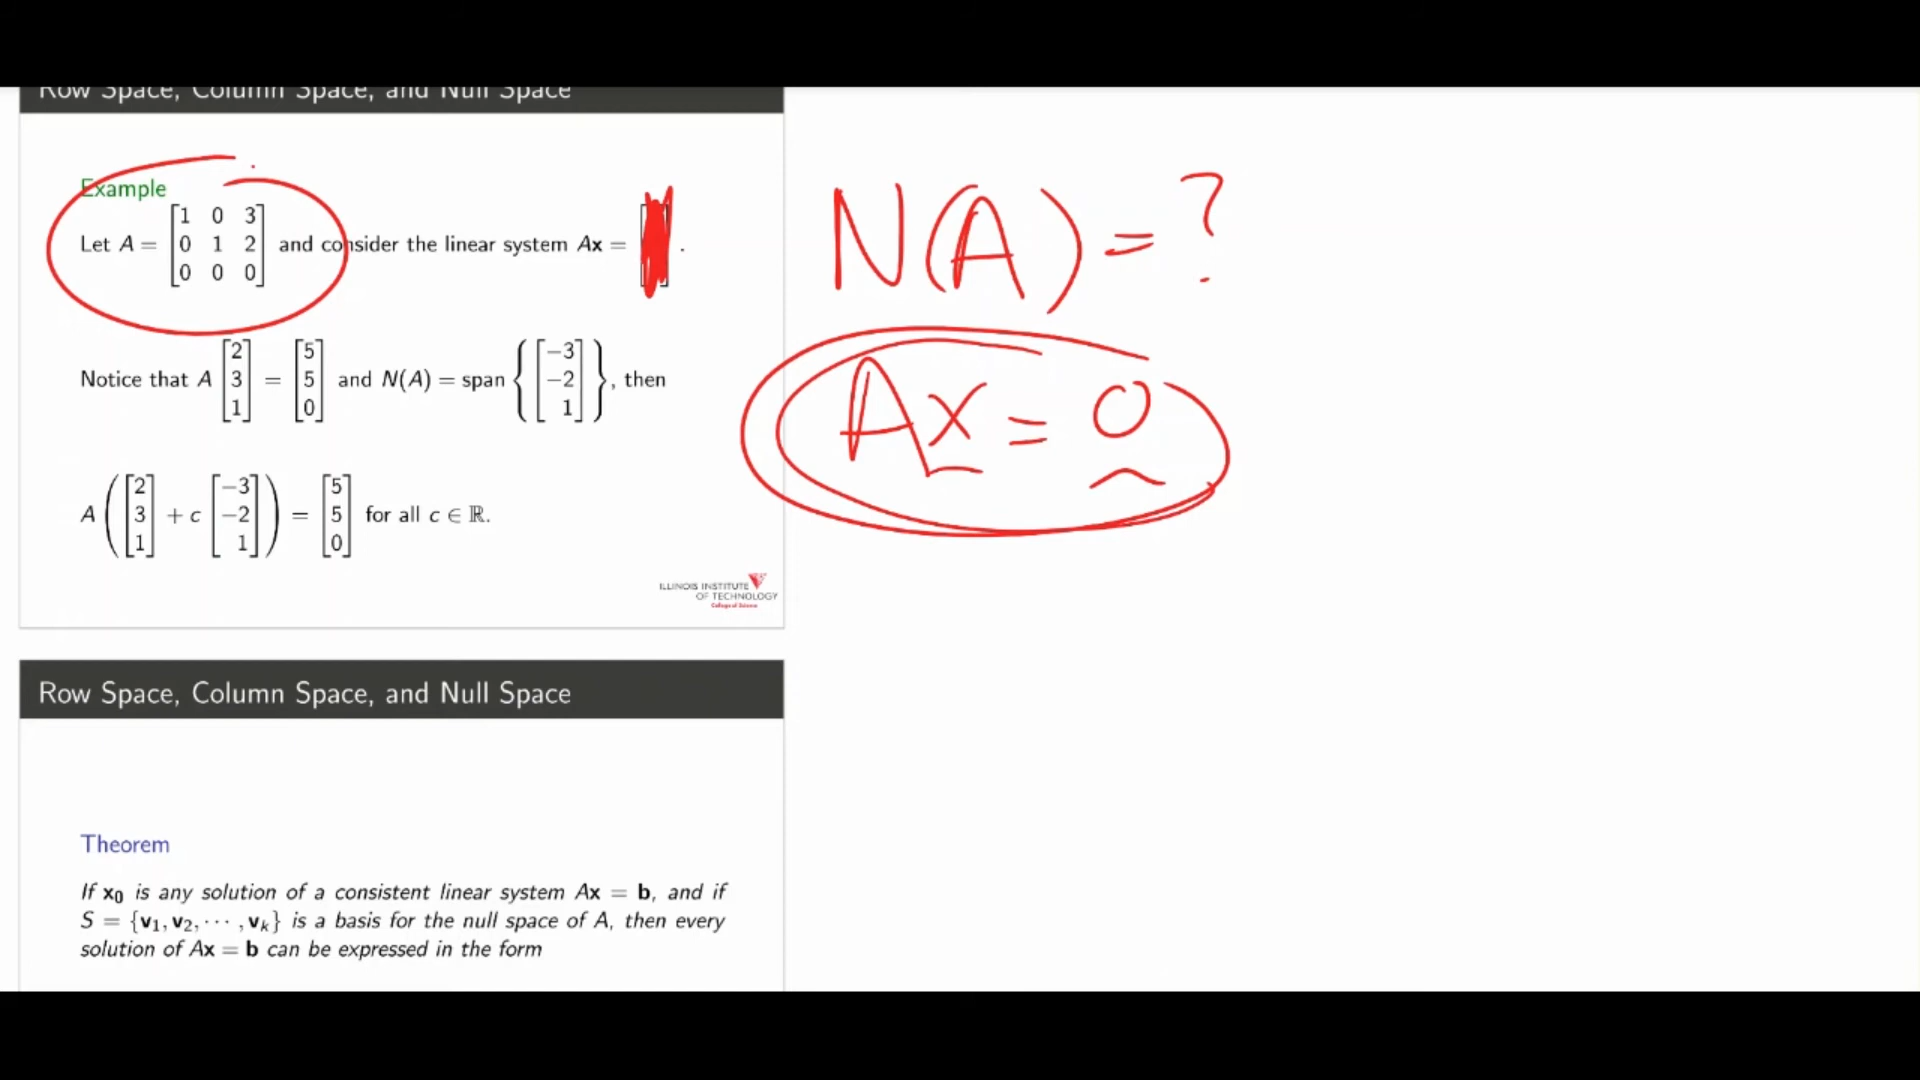 Row Space, Column Space, and Null Space
Example
Let A = [1 0 3; 0 1 2; 0 0 0] and consider the linear system Ax = [ ].
Notice that A [2; 3; 1] = [5; 5; 0] and N(A) = span {[−3; −2; 1]}, then
A ([2; 3; 1] + c [−3; −2; 1]) = [5; 5; 0] for all c ∈ ℝ.
ILLINOIS INSTITUTE
OF TECHNOLOGY
College of Science
Row Space, Column Space, and Null Space
Theorem
If x₀ is any solution of a consistent linear system Ax = b, and if
S = {v₁, v₂, ⋯ , vₖ} is a basis for the null space of A, then every
solution of Ax = b can be expressed in the form
N(A) = ?
Ax = 0